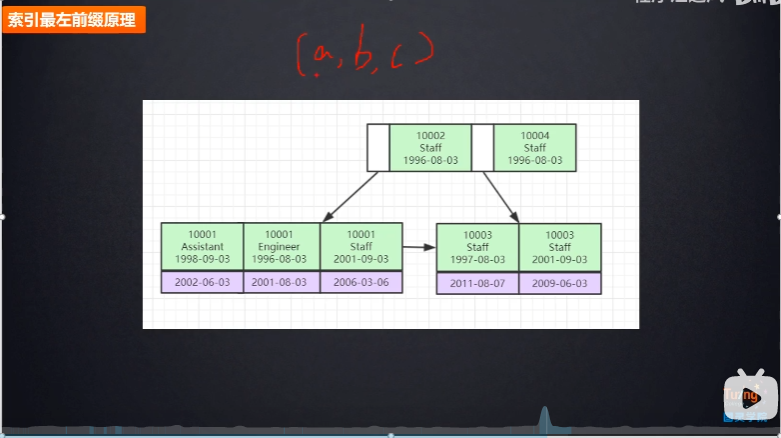 索引最左前缀原理
(a, b, c)
10002
Staff
1996-08-03
10004
Staff
1996-08-03
10001
Assistant
1998-09-03
2002-06-03
10001
Engineer
1996-08-03
2001-08-03
10001
Staff
2001-09-03
2006-03-06
10003
Staff
1997-08-03
2011-08-07
10003
Staff
2001-09-03
2009-06-03